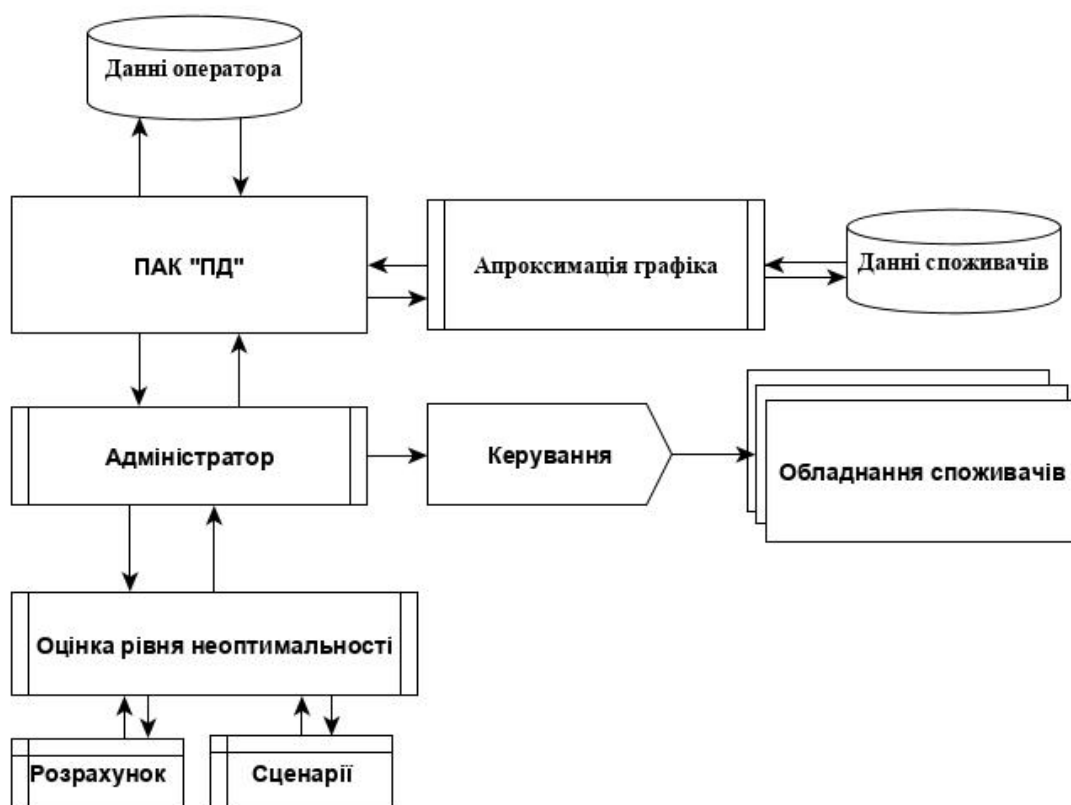 Данні оператора
ПАК "ПД"
Апроксимація графіка
Данні споживачів
Адміністратор
Керування
Обладнання споживачів
Оцінка рівня неоптимальності
Розрахунок
Сценарії